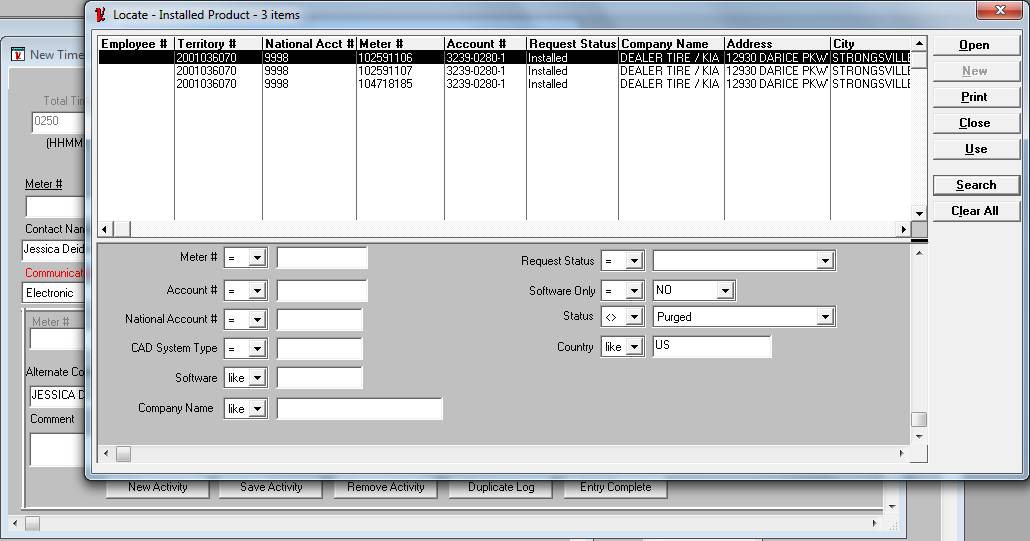 Locate - Installed Product - 3 items
Employee # Territory # National Acct # Meter # Account # Request Status Company Name Address City
2001036070 9998 102591106 3239-0280-1 Installed DEALER TIRE / KIA 12930 DARICE PKW STRONGSVILLE
2001036070 9998 102591107 3239-0280-1 Installed DEALER TIRE / KIA 12930 DARICE PKW STRONGSVILLE
2001036070 9998 104718185 3239-0280-1 Installed DEALER TIRE / KIA 12930 DARICE PKW STRONGSVILLE
Open
New
Print
Close
Use
Search
Clear All
Meter # =
Account # =
National Account # =
CAD System Type =
Software like
Company Name like
Request Status =
Software Only = NO
Status <> Purged
Country like US
New Time
Total Tim
0250
(HHMM
Meter #
Contact Nam
Jessica Deid
Communicat
Electronic
Meter #
Alternate Co
JESSICA D
Comment
New Activity Save Activity Remove Activity Duplicate Log Entry Complete